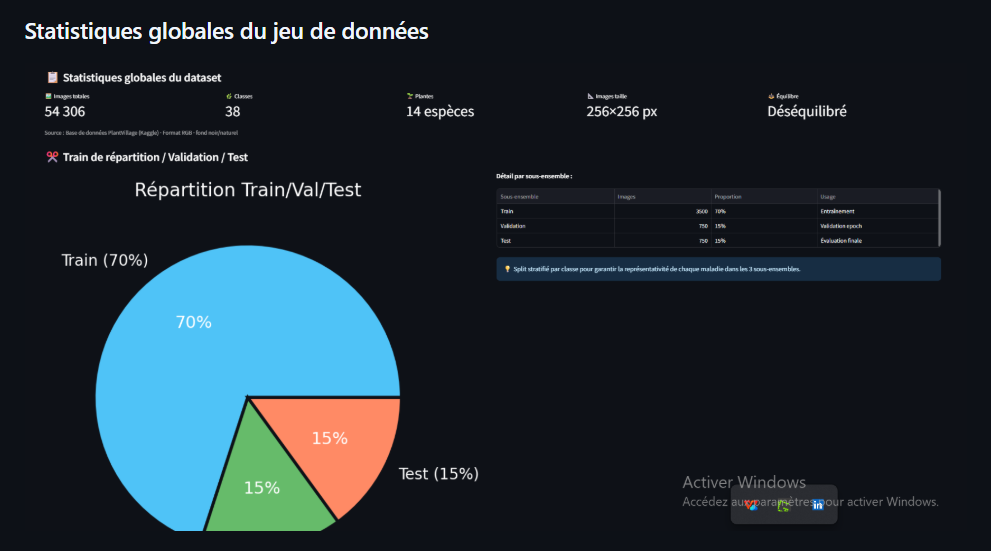 Statistiques globales du jeu de données
Statistiques globales du dataset
Images totales
Classes
Plantes
Images taille
Équilibre
54 306
38
14 espèces
256×256 px
Déséquilibré
Source : Base de données PlantVillage (Kaggle) · Format RGB · fond noir/naturel
Train de répartition / Validation / Test
Répartition Train/Val/Test
Train (70%)
70%
15%
15%
Test (15%)
Détail par sous-ensemble :
Sous-ensemble Images Proportion Usage
Train 3500 70% Entraînement
Validation 750 15% Validation epoch
Test 750 15% Évaluation finale
Split stratifié par classe pour garantir la représentativité de chaque maladie dans les 3 sous-ensembles.
Activer Windows
Accédez aux paramètres pour activer Windows.
in